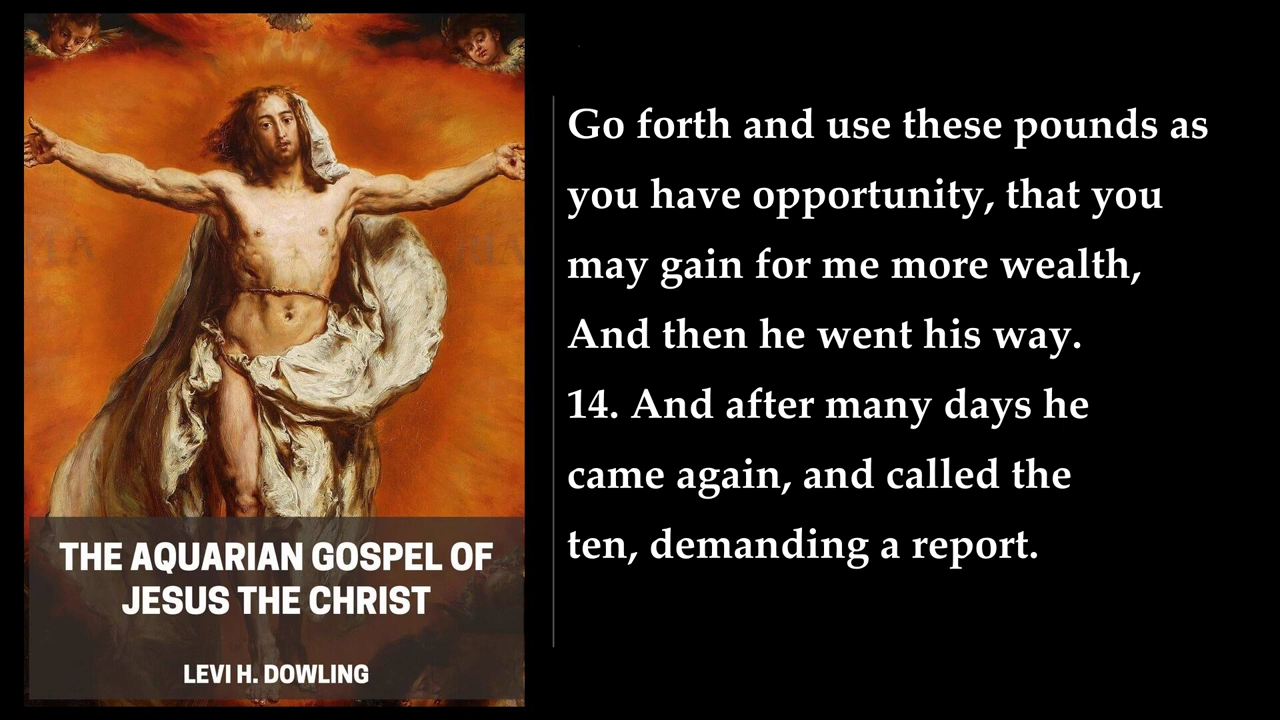 THE AQUARIAN GOSPEL OF
JESUS THE CHRIST
LEVI H. DOWLING
Go forth and use these pounds as
you have opportunity, that you
may gain for me more wealth,
And then he went his way.
14. And after many days he
came again, and called the
ten, demanding a report.